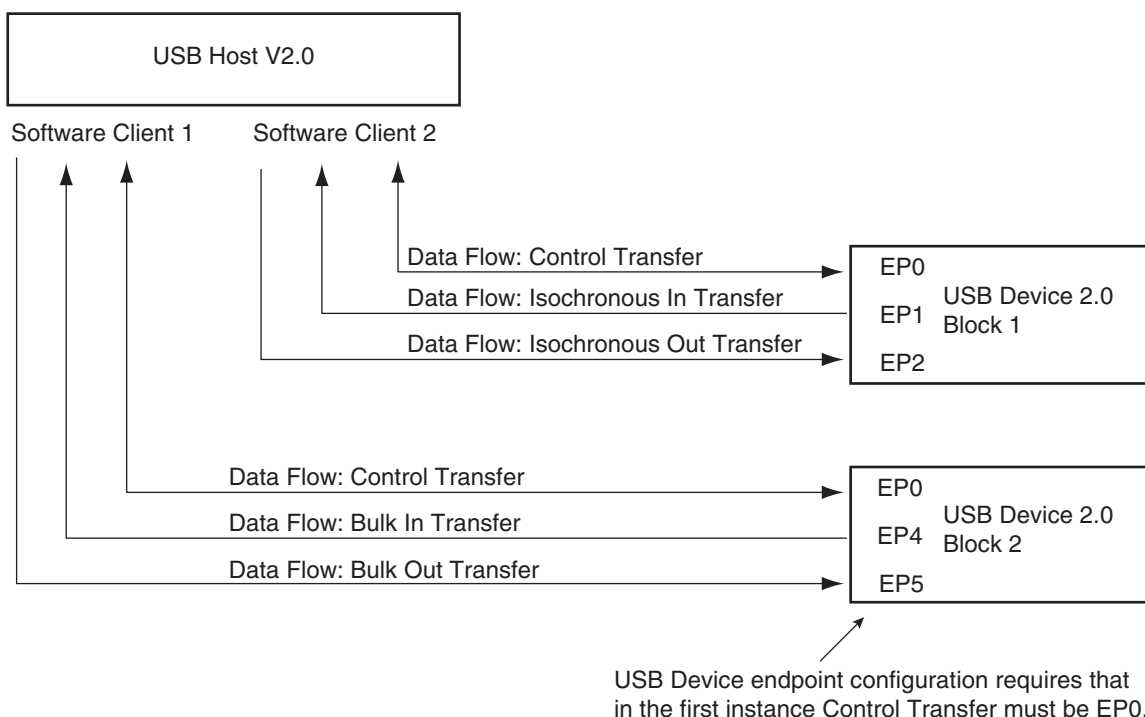 USB Host V2.0
Software Client 1
Software Client 2
Data Flow: Control Transfer
Data Flow: Isochronous In Transfer
Data Flow: Isochronous Out Transfer
EP0
EP1
EP2
USB Device 2.0
Block 1
Data Flow: Control Transfer
Data Flow: Bulk In Transfer
Data Flow: Bulk Out Transfer
EP0
EP4
EP5
USB Device 2.0
Block 2
USB Device endpoint configuration requires that
in the first instance Control Transfer must be EP0.